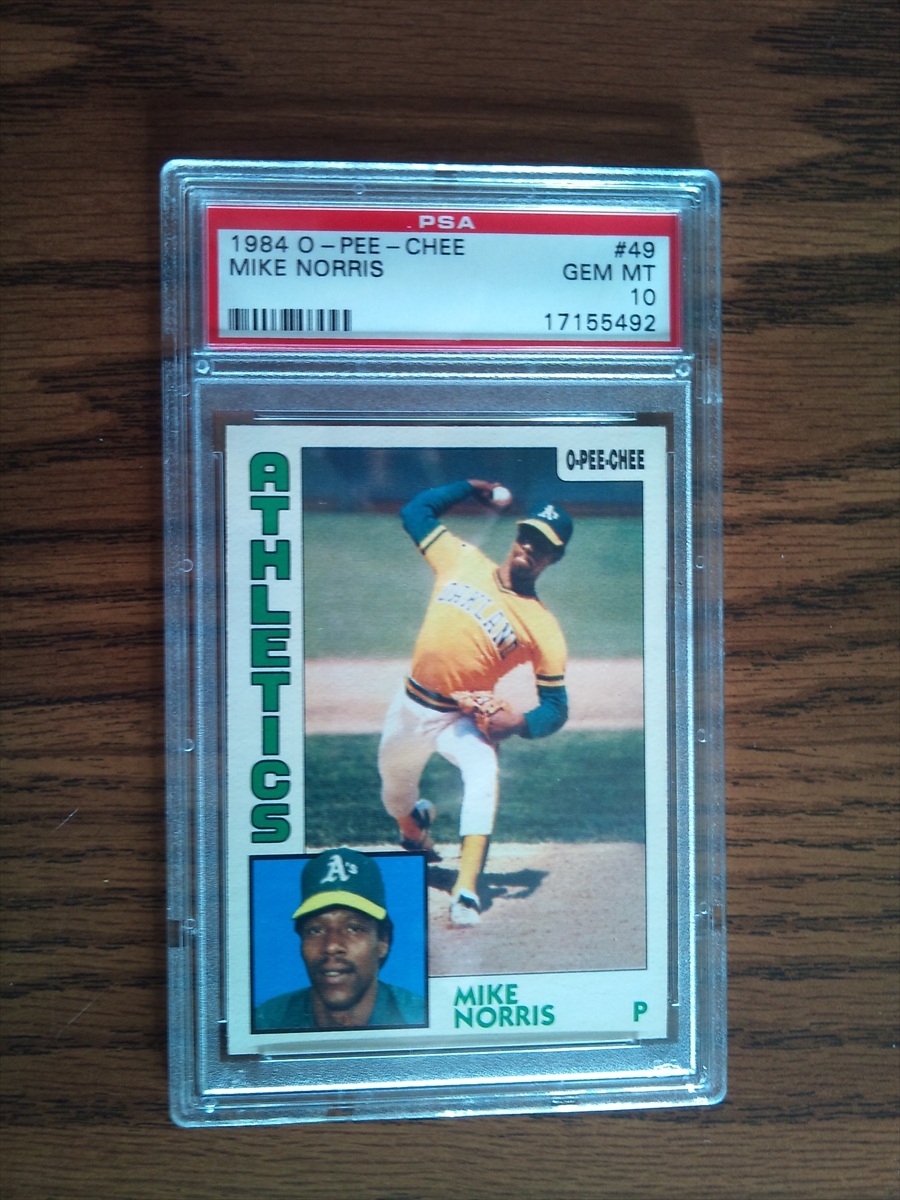 PSA
1984 O-PEE-CHEE #49
MIKE NORRIS GEM MT
10
17155492
O-PEE-CHEE
ATHLETICS
A's
OAKLAND
A's
MIKE
NORRIS
P